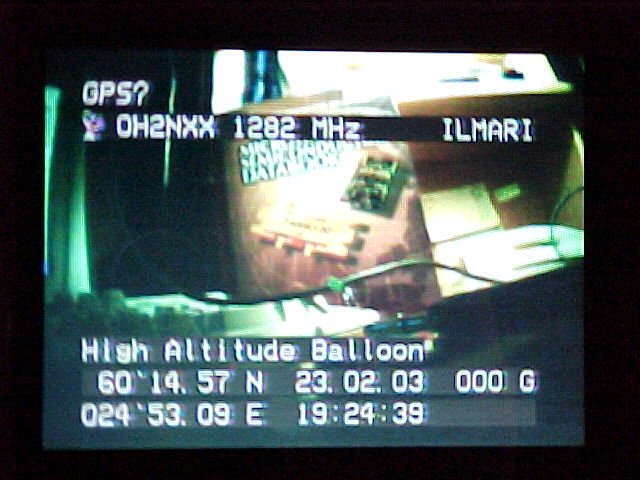 GPS?
OH2NXX 1282 MHz ILMARI
DATABOOK
High Altitude Balloon
60`14.57 N 23.02.03 000 G
024`53.09 E 19:24:39